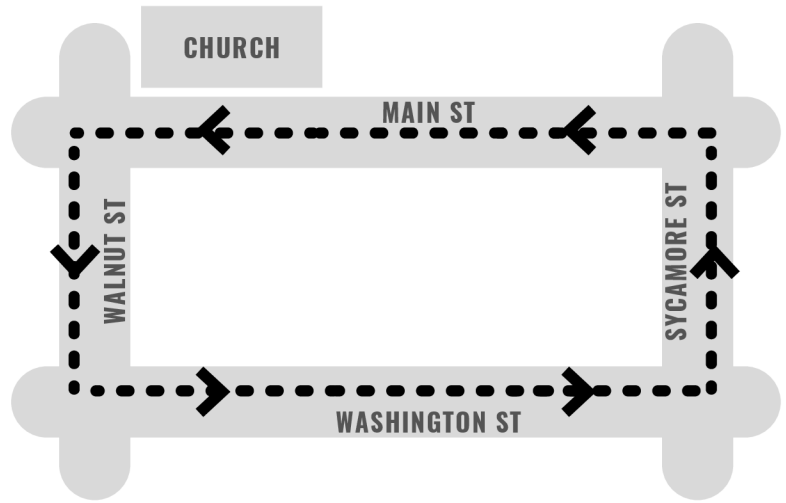 CHURCH
MAIN ST
WALNUT ST
SYCAMORE ST
WASHINGTON ST